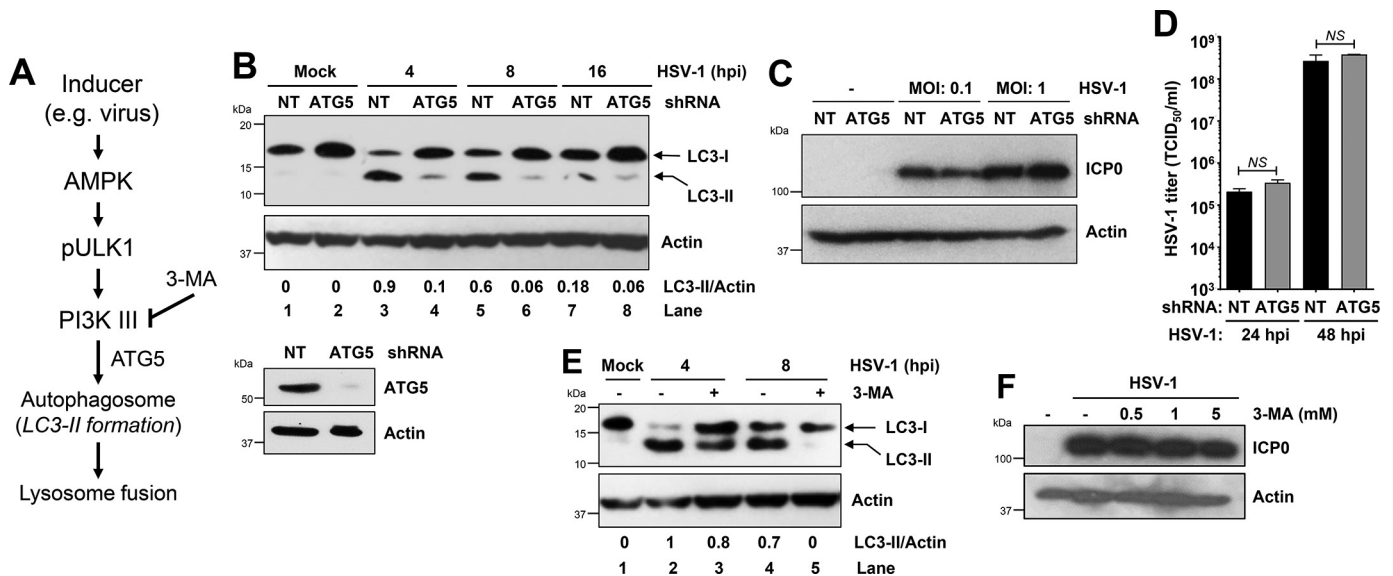 A
Inducer
(e.g. virus)
AMPK
pULK1
3-MA
PI3K III
ATG5
Autophagosome
(LC3-II formation)
Lysosome fusion
B
Mock 4 8 16 HSV-1 (hpi)
NT ATG5 NT ATG5 NT ATG5 NT ATG5 shRNA
kDa
20
15
10
LC3-I
LC3-II
37
Actin
0 0 0.9 0.1 0.6 0.06 0.18 0.06 LC3-II/Actin
1 2 3 4 5 6 7 8 Lane
NT ATG5 shRNA
kDa
50
ATG5
37
Actin
C
- MOI: 0.1 MOI: 1 HSV-1
NT ATG5 NT ATG5 NT ATG5 shRNA
kDa
100
ICP0
37
Actin
D
HSV-1 titer (TCID50/ml)
10⁹
10⁸
10⁷
10⁶
10⁵
10⁴
10³
NS
NS
shRNA: NT ATG5 NT ATG5
HSV-1: 24 hpi 48 hpi
E
Mock 4 8 HSV-1 (hpi)
- - + - + 3-MA
kDa
20
15
10
LC3-I
LC3-II
37
Actin
0 1 0.8 0.7 0 LC3-II/Actin
1 2 3 4 5 Lane
F
HSV-1
- - 0.5 1 5 3-MA (mM)
kDa
100
ICP0
37
Actin